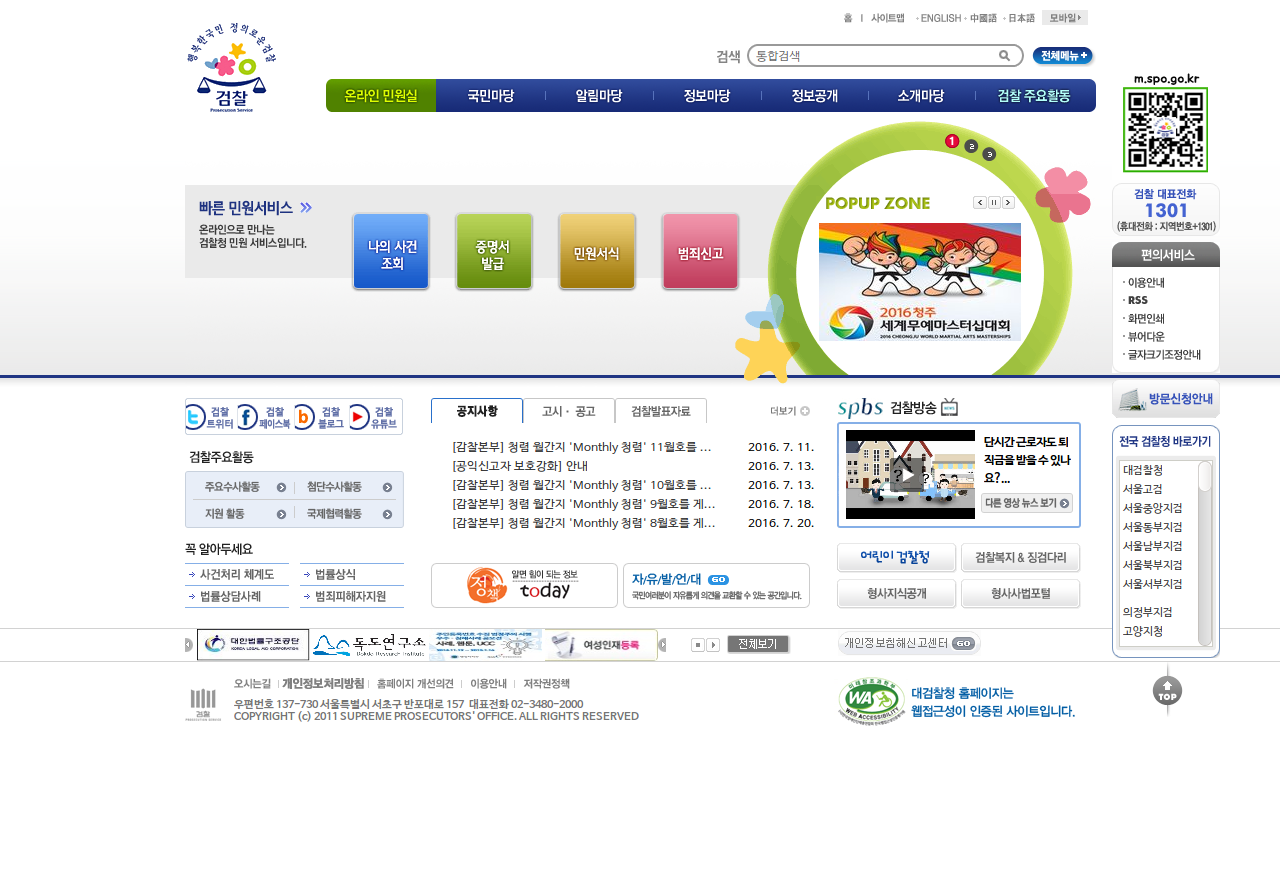 홈 사이트맵 ENGLISH 中國語 日本語 모바일
행복한국민 정의로운검찰
검찰
Prosecution Service
검색 통합검색 전체메뉴
온라인 민원실 국민마당 알림마당 정보마당 정보공개 소개마당 검찰 주요활동
m.spo.go.kr
검찰 대표전화
1301
(휴대전화 : 지역번호+1301)
편의서비스
· 이용안내
· RSS
· 화면인쇄
· 뷰어다운
· 글자크기조정안내
방문신청안내
빠른 민원서비스
온라인으로 만나는
검찰청 민원 서비스입니다.
나의 사건
조회
증명서
발급
민원서식
범죄신고
1 2 3
POPUP ZONE
2016 청주
세계무예마스터십대회
2016 CHEONGJU WORLD MARTIAL ARTS MASTERSHIPS
검찰
트위터
검찰
페이스북
검찰
블로그
검찰
유튜브
검찰주요활동
주요수사활동 첨단수사활동
지원 활동 국제협력활동
꼭 알아두세요
사건처리 체계도 법률상식
법률상담사례 범죄피해자지원
공지사항 고시 · 공고 검찰발표자료 더보기
[감찰본부] 청렴 월간지 'Monthly 청렴' 11월호를 ... 2016. 7. 11.
[공익신고자 보호강화] 안내 2016. 7. 13.
[감찰본부] 청렴 월간지 'Monthly 청렴' 10월호를 ... 2016. 7. 13.
[감찰본부] 청렴 월간지 'Monthly 청렴' 9월호를 게... 2016. 7. 18.
[감찰본부] 청렴 월간지 'Monthly 청렴' 8월호를 게... 2016. 7. 20.
정책 알면 힘이 되는 정보
today
자/유/발/언/대 GO
국민여러분이 자유롭게 의견을 교환할 수 있는 공간입니다.
spbs 검찰방송 NEWS
단시간 근로자도 퇴
직금을 받을 수 있나
요?...
다른 영상 뉴스 보기
어린이 검찰청 검찰복지 & 징검다리
형사지식공개 형사사법포털
전국 검찰청 바로가기
대검찰청
서울고검
서울중앙지검
서울동부지검
서울남부지검
서울북부지검
서울서부지검
의정부지검
고양지청
대한법률구조공단
KOREA LEGAL AID CORPORATION
독도연구소
Dokdo Research Institute
사례, 웹툰, UCC
여성인재등록
전체보기
개인정보침해신고센터 GO
오시는길 개인정보처리방침 홈페이지 개선의견 이용안내 저작권정책
검찰
PROSECUTION SERVICE
우편번호 137-730 서울특별시 서초구 반포대로 157 대표전화 02-3480-2000
COPYRIGHT (c) 2011 SUPREME PROSECUTORS' OFFICE. ALL RIGHTS RESERVED
WA
WEB ACCESSIBILITY
대검찰청 홈페이지는
웹접근성이 인증된 사이트입니다.
TOP